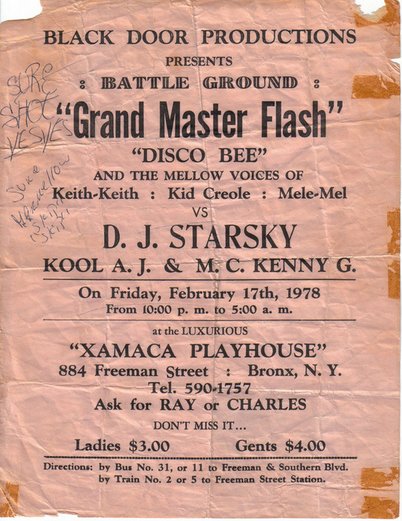 BLACK DOOR PRODUCTIONS
PRESENTS
: BATTLE GROUND :
"Grand Master Flash"
"DISCO BEE"
AND THE MELLOW VOICES OF
Keith-Keith : Kid Creole : Mele-Mel
VS
D. J. STARSKY
KOOL A. J. & M. C. KENNY G.
On Friday, February 17th, 1978
From 10:00 p. m. to 5:00 a. m.
at the LUXURIOUS
"XAMACA PLAYHOUSE"
884 Freeman Street : Bronx, N. Y.
Tel. 590-1757
Ask for RAY or CHARLES
DON'T MISS IT...
Ladies $3.00 Gents $4.00
Directions: by Bus No. 31, or 11 to Freeman & Southern Blvd.
by Train No. 2 or 5 to Freeman Street Station.
SURE
SHOT